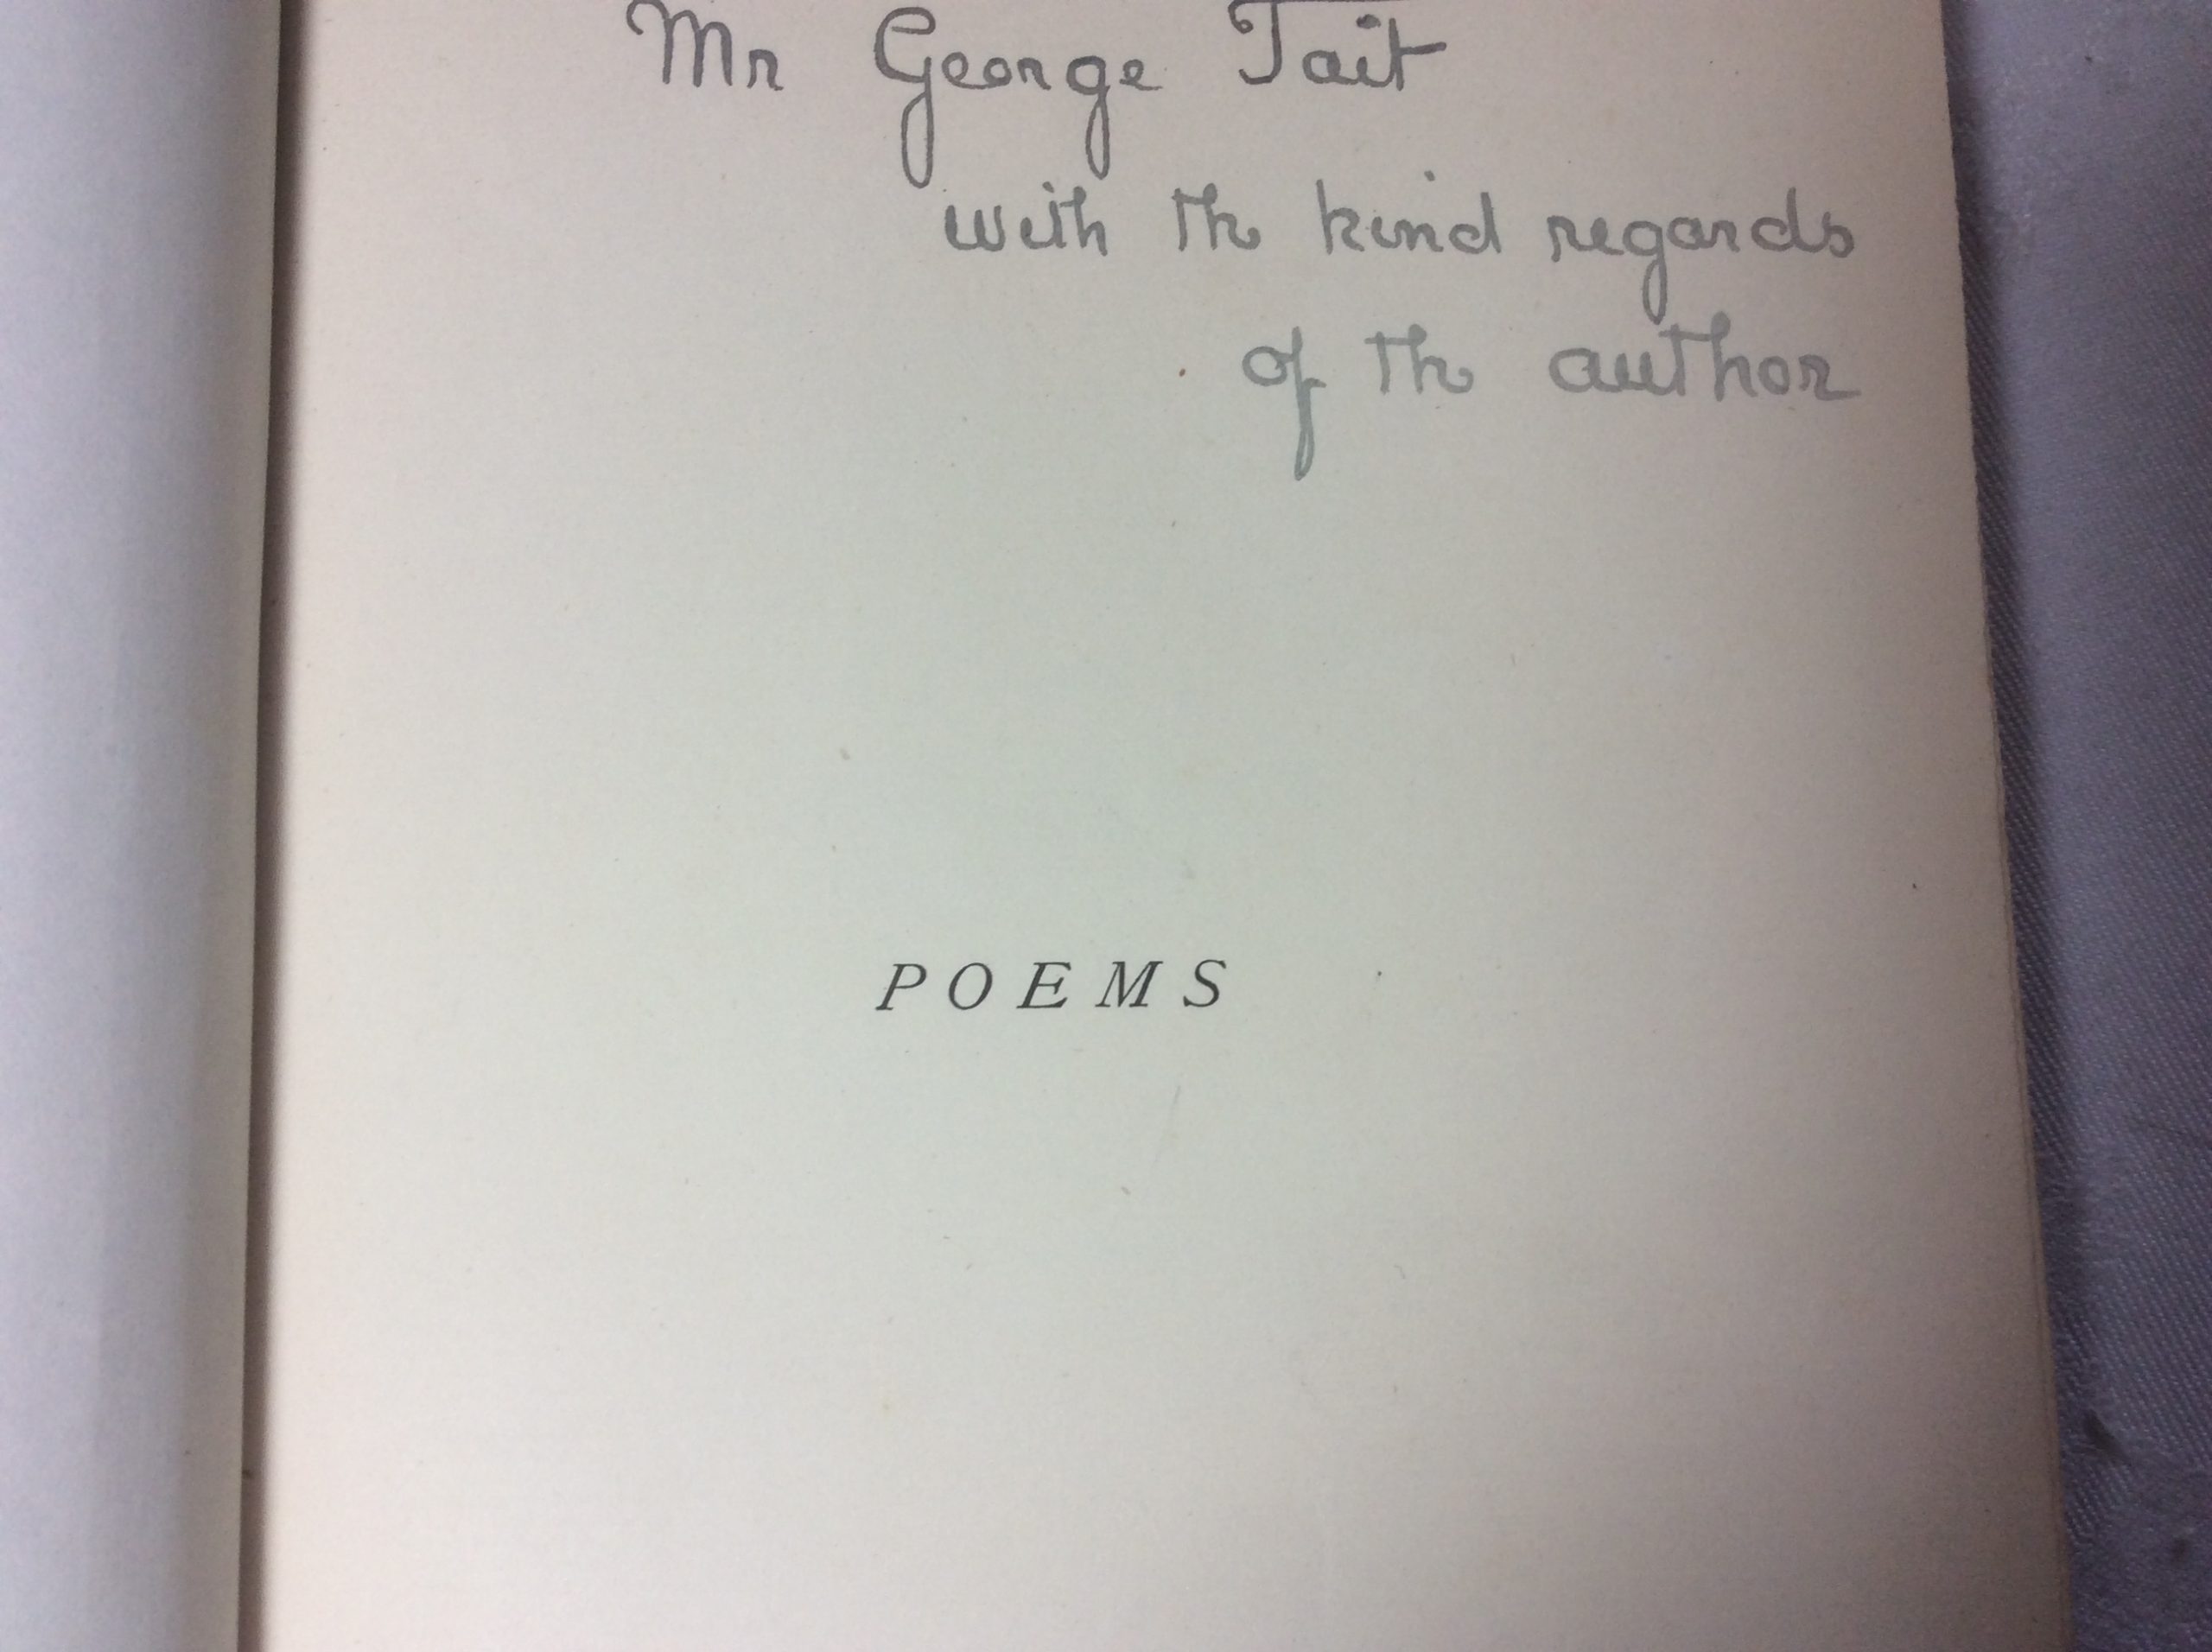 Mr George Tait
with the kind regards
of the author
POEMS